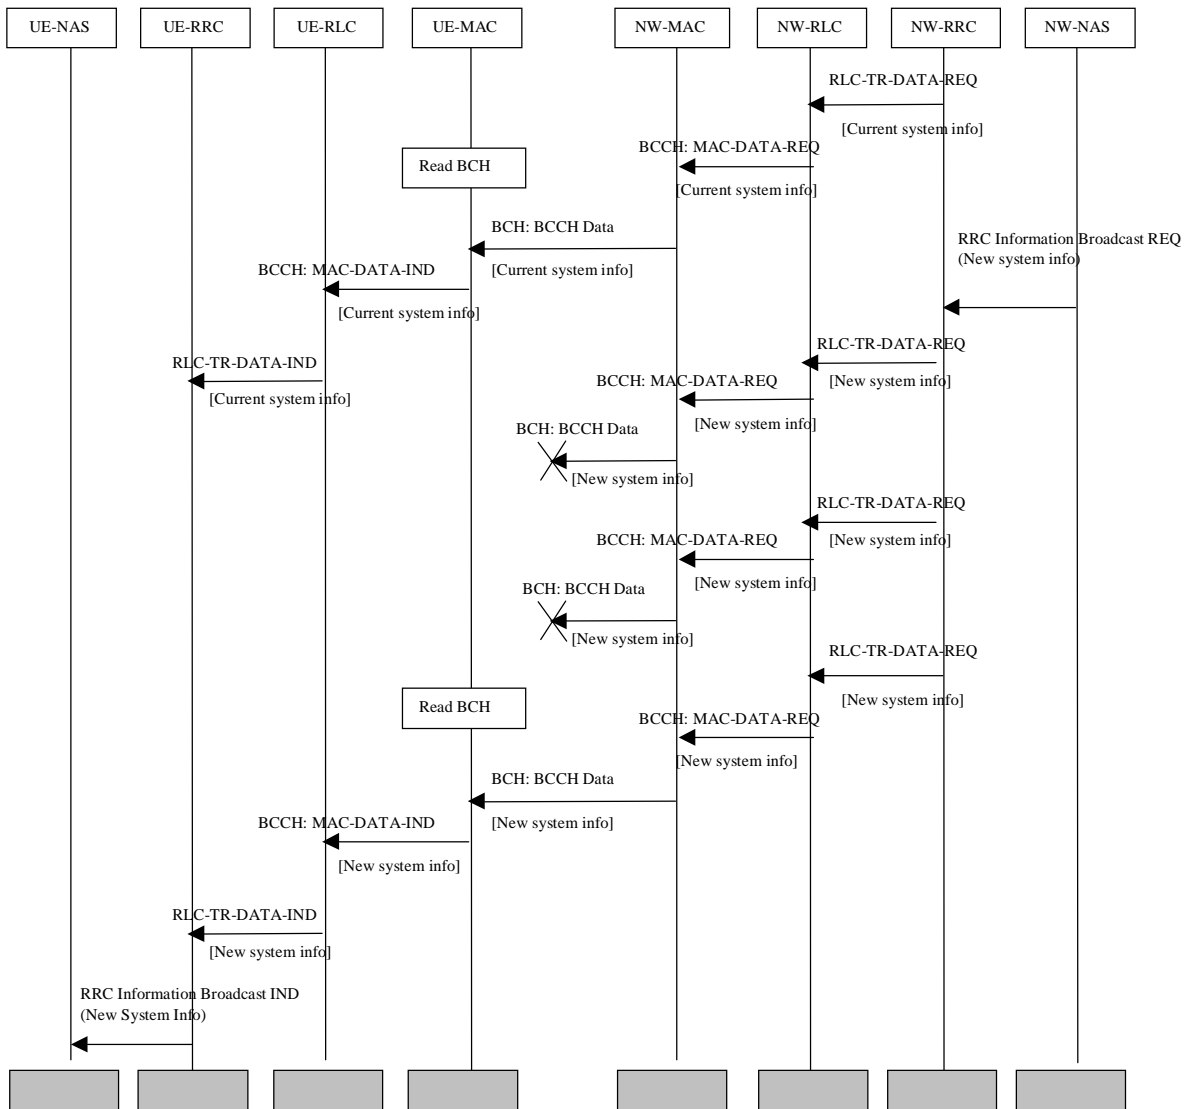 UE-NAS
UE-RRC
UE-RLC
UE-MAC
NW-MAC
NW-RLC
NW-RRC
NW-NAS
RLC-TR-DATA-REQ
[Current system info]
BCCH: MAC-DATA-REQ
Read BCH
[Current system info]
BCH: BCCH Data
RRC Information Broadcast REQ
(New system info)
[Current system info]
BCCH: MAC-DATA-IND
[Current system info]
RLC-TR-DATA-REQ
RLC-TR-DATA-IND
[New system info]
BCCH: MAC-DATA-REQ
[Current system info]
[New system info]
BCH: BCCH Data
[New system info]
RLC-TR-DATA-REQ
[New system info]
BCCH: MAC-DATA-REQ
[New system info]
BCH: BCCH Data
[New system info]
RLC-TR-DATA-REQ
[New system info]
Read BCH
BCCH: MAC-DATA-REQ
[New system info]
BCH: BCCH Data
[New system info]
BCCH: MAC-DATA-IND
[New system info]
RLC-TR-DATA-IND
[New system info]
RRC Information Broadcast IND
(New System Info)